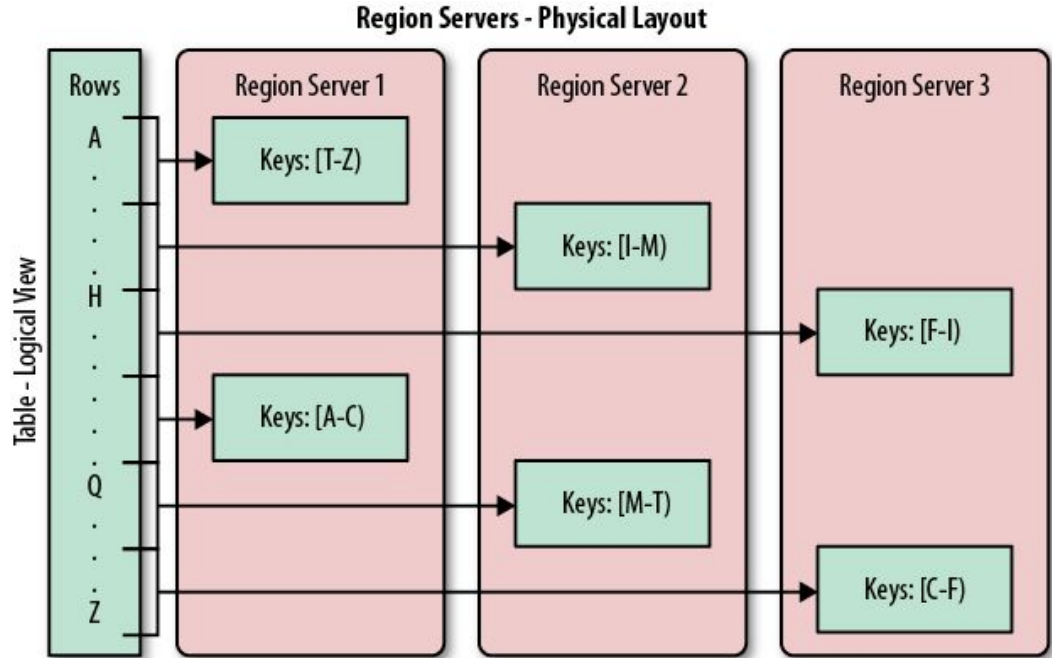 Region Servers - Physical Layout
Table - Logical View
Rows
A
.
.
.
H
.
.
.
.
Q
.
.
.
Z
Region Server 1
Keys: [T-Z)
Keys: [A-C)
Region Server 2
Keys: [I-M)
Keys: [M-T)
Region Server 3
Keys: [F-I)
Keys: [C-F)